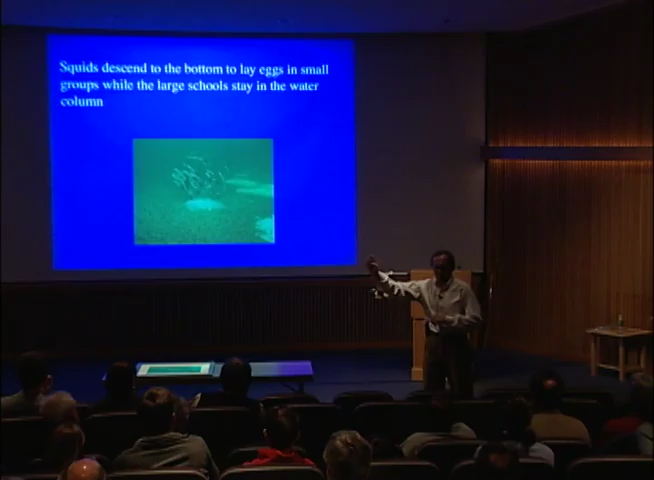 Squids descend to the bottom to lay eggs in small
groups while the large schools stay in the water
column